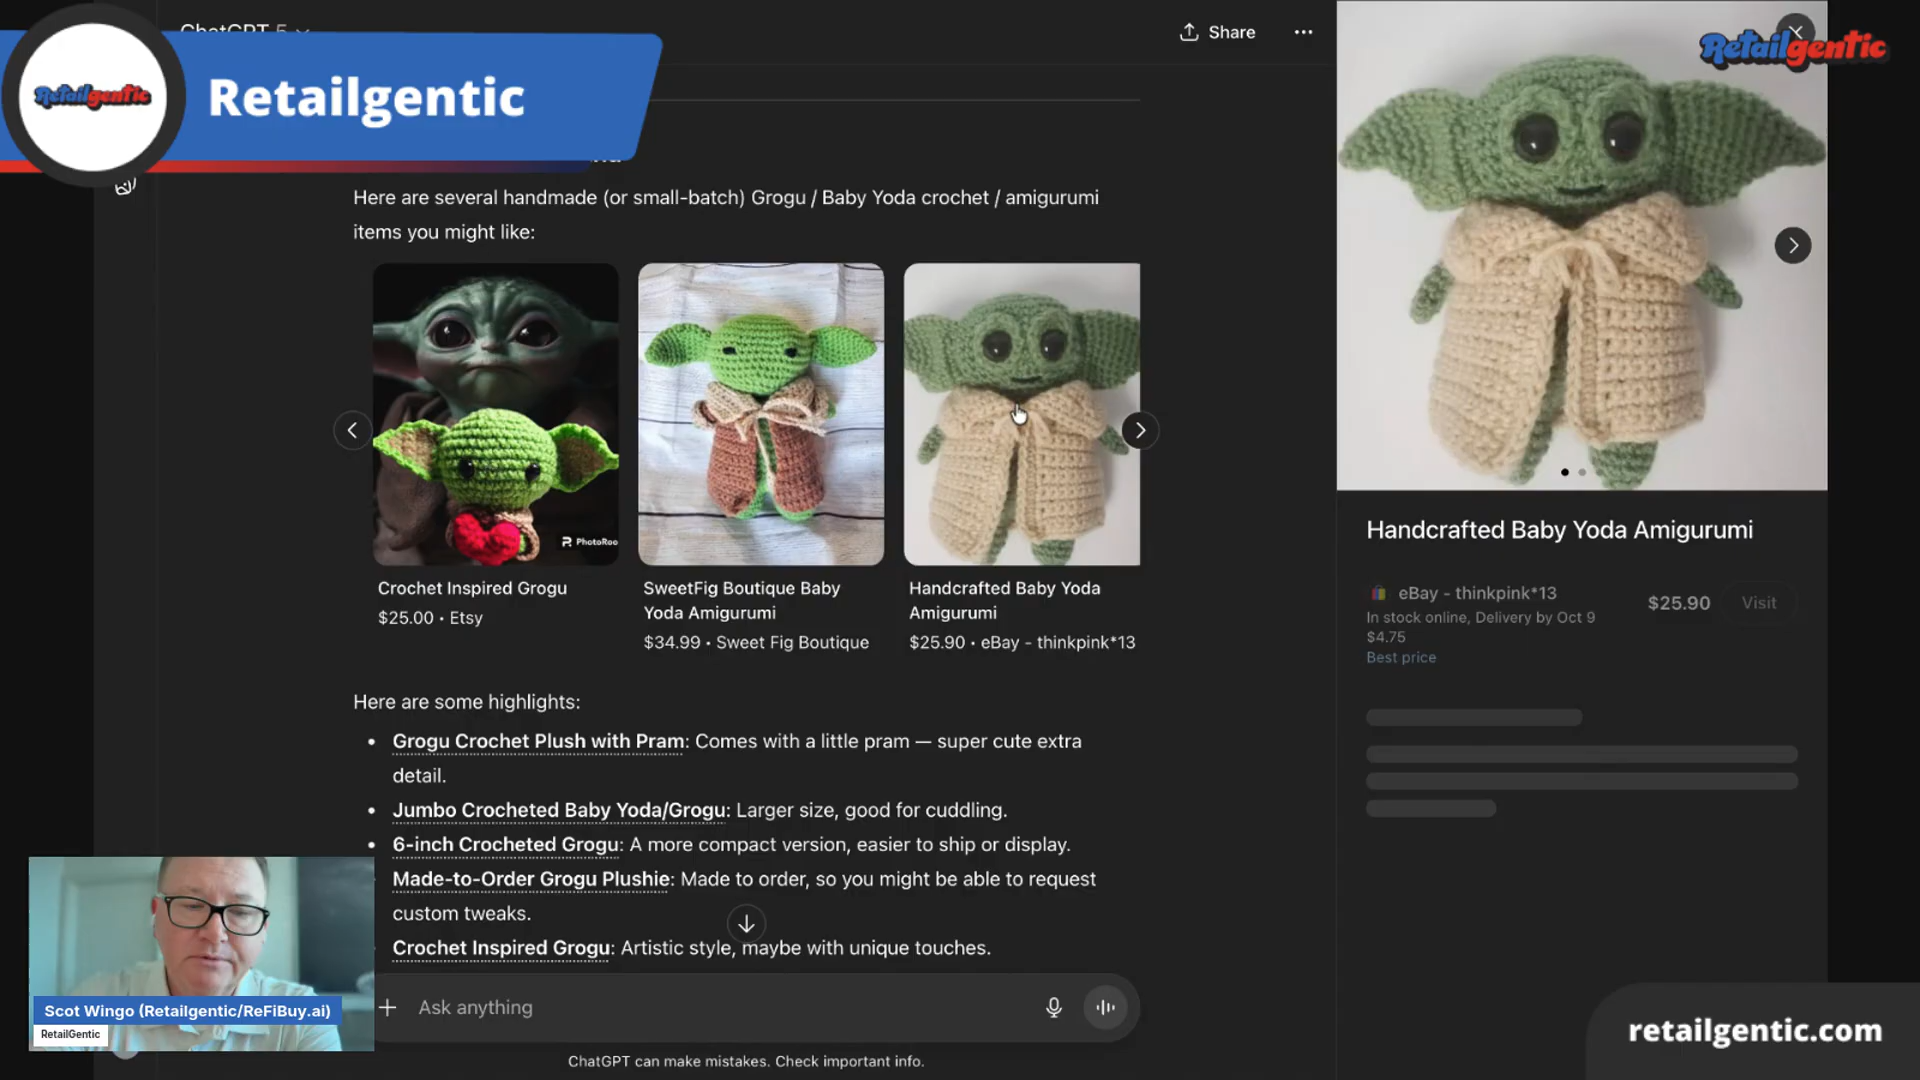 ChatGPT 5
Share
Retailgentic
Retailgentic
Retailgentic
Here are several handmade (or small-batch) Grogu / Baby Yoda crochet / amigurumi
items you might like:
PhotoRoo
Crochet Inspired Grogu
$25.00 • Etsy
SweetFig Boutique Baby
Yoda Amigurumi
$34.99 • Sweet Fig Boutique
Handcrafted Baby Yoda
Amigurumi
$25.90 • eBay - thinkpink*13
Here are some highlights:
• Grogu Crochet Plush with Pram: Comes with a little pram — super cute extra
detail.
• Jumbo Crocheted Baby Yoda/Grogu: Larger size, good for cuddling.
• 6-inch Crocheted Grogu: A more compact version, easier to ship or display.
Made-to-Order Grogu Plushie: Made to order, so you might be able to request
custom tweaks.
Crochet Inspired Grogu: Artistic style, maybe with unique touches.
Ask anything
ChatGPT can make mistakes. Check important info.
Handcrafted Baby Yoda Amigurumi
eBay - thinkpink*13
$25.90
Visit
In stock online, Delivery by Oct 9
$4.75
Best price
Scot Wingo (Retailgentic/ReFiBuy.ai)
RetailGentic
retailgentic.com